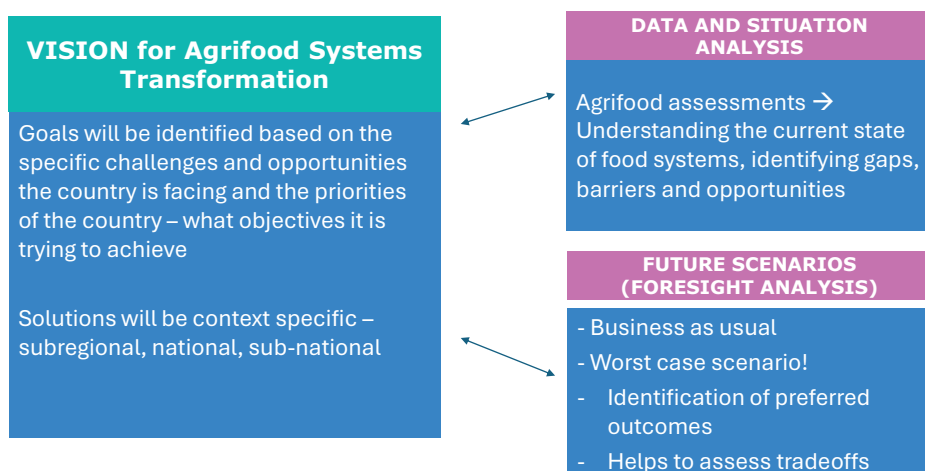 VISION for Agrifood Systems
Transformation
Goals will be identified based on the
specific challenges and opportunities
the country is facing and the priorities
of the country – what objectives it is
trying to achieve
Solutions will be context specific –
subregional, national, sub-national
DATA AND SITUATION
ANALYSIS
Agrifood assessments →
Understanding the current state
of food systems, identifying gaps,
barriers and opportunities
FUTURE SCENARIOS
(FORESIGHT ANALYSIS)
- Business as usual
- Worst case scenario!
- Identification of preferred
outcomes
- Helps to assess tradeoffs